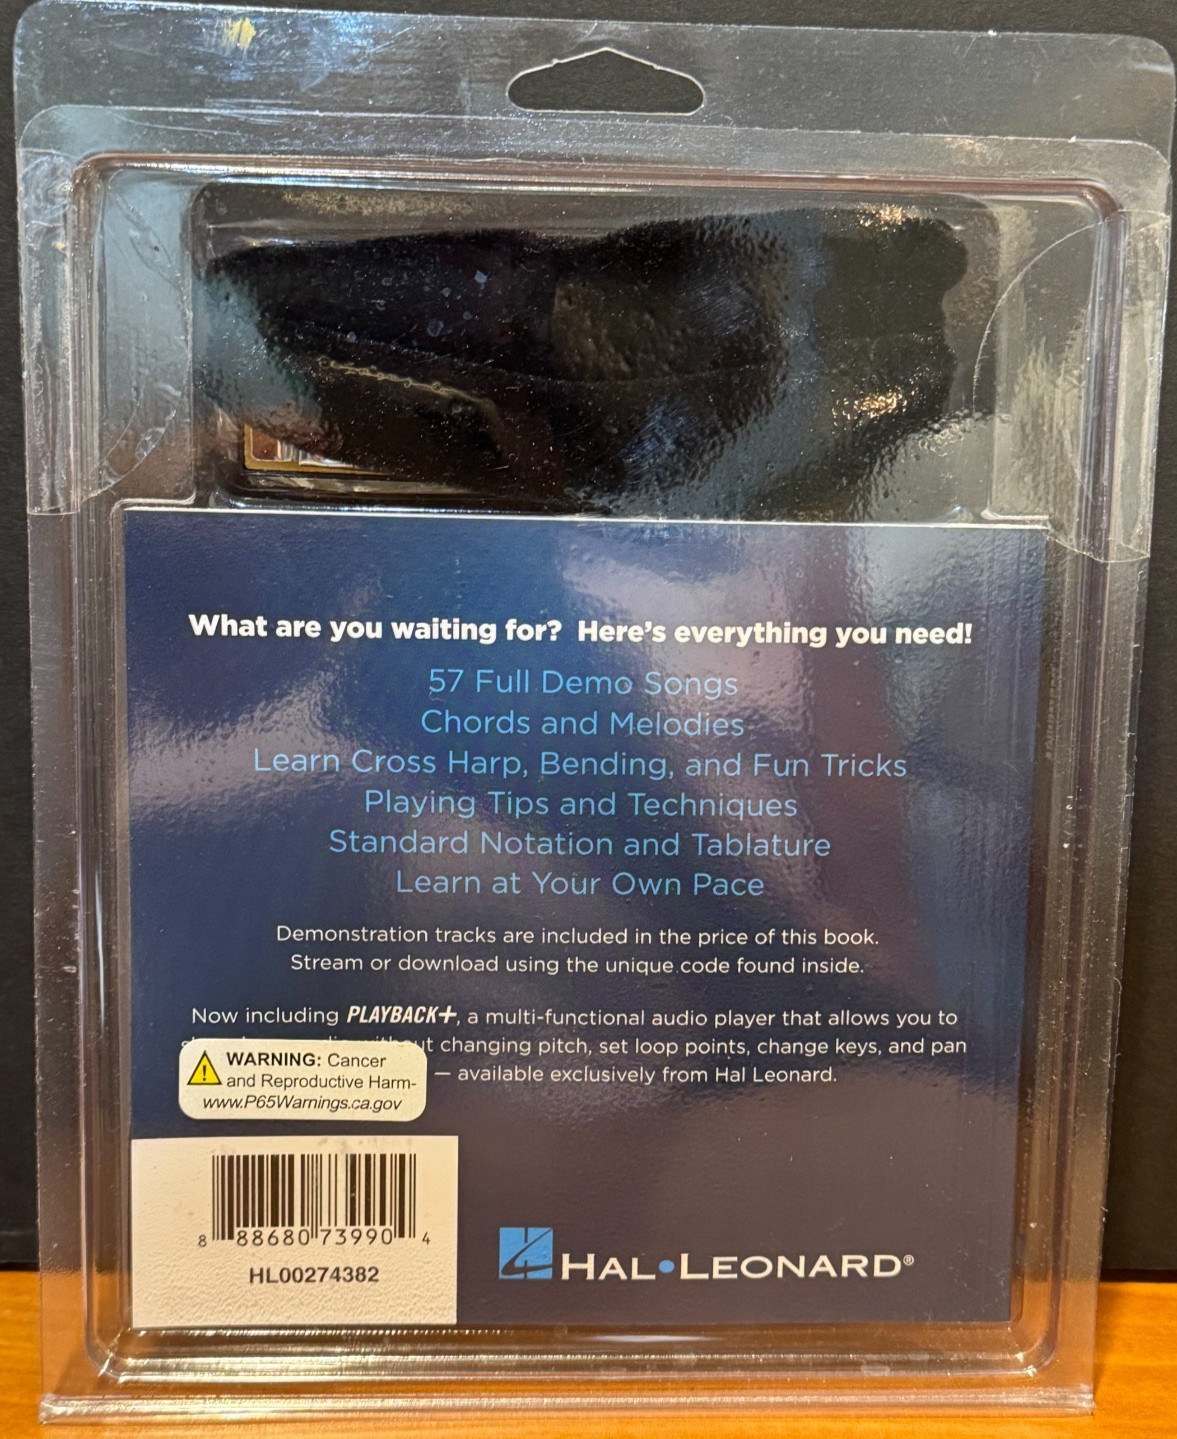 What are you waiting for? Here's everything you need!
57 Full Demo Songs
Chords and Melodies
Learn Cross Harp, Bending, and Fun Tricks
Playing Tips and Techniques
Standard Notation and Tablature
Learn at Your Own Pace
Demonstration tracks are included in the price of this book.
Stream or download using the unique code found inside.
Now including PLAYBACK+, a multi-functional audio player that allows you to
changing pitch, set loop points, change keys, and pan
— available exclusively from Hal Leonard.
WARNING: Cancer
and Reproductive Harm-
www.P65Warnings.ca.gov
8 88680 73990 4
HL00274382
HAL•LEONARD®